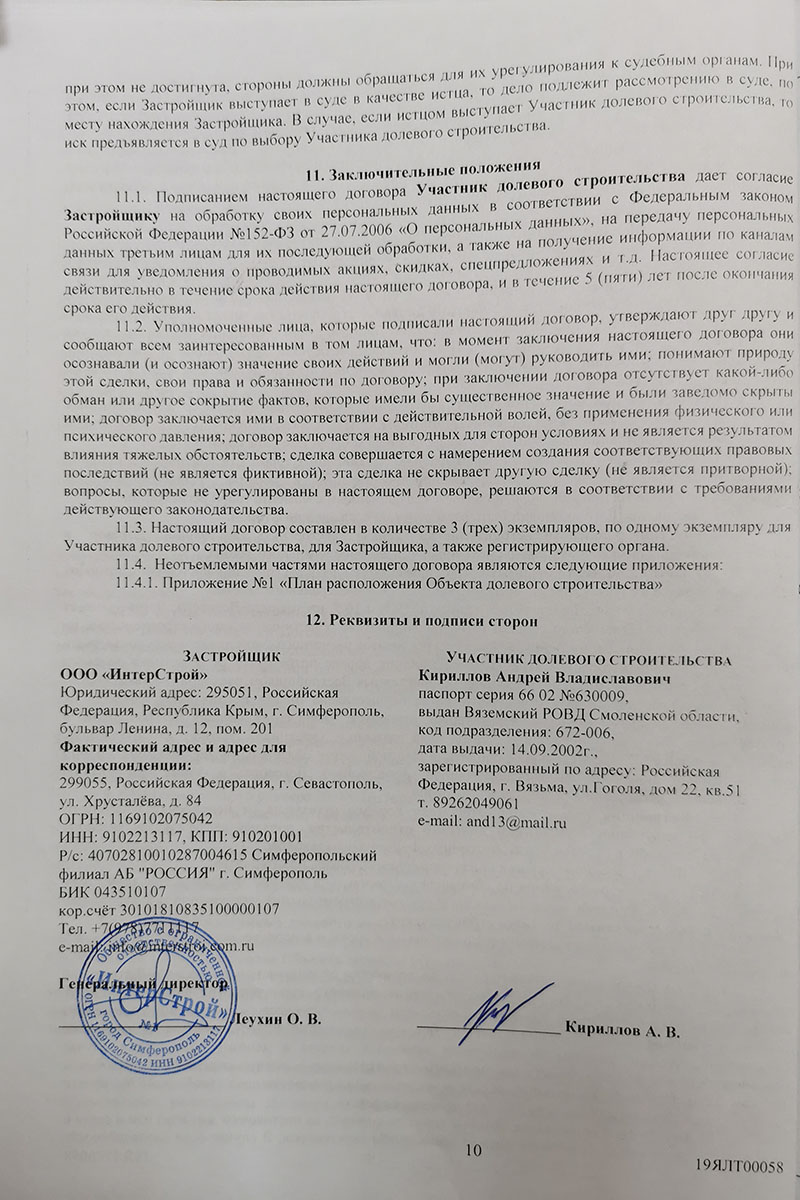 при этом не достигнута, стороны должны обращаться для их урегулирования к судебным органам. При
этом, если Застройщик выступает в суде в качестве истца, то дело подлежит рассмотрению в суде, по
месту нахождения Застройщика. В случае, если истцом выступает Участник долевого строительства, то
иск предъявляется в суд по выбору Участника долевого строительства.
11. Заключительные положения
11.1. Подписанием настоящего договора Участник долевого строительства дает согласие
Застройщику на обработку своих персональных данных в соответствии с Федеральным законом
Российской Федерации №152-ФЗ от 27.07.2006 «О персональных данных», на передачу персональных
данных третьим лицам для их последующей обработки, а также на получение информации по каналам
связи для уведомления о проводимых акциях, скидках, спецпредложениях и т.д. Настоящее согласие
действительно в течение срока действия настоящего договора, и в течение 5 (пяти) лет после окончания
срока его действия.
11.2. Уполномоченные лица, которые подписали настоящий договор, утверждают друг другу и
сообщают всем заинтересованным в том лицам, что: в момент заключения настоящего договора они
осознавали (и осознают) значение своих действий и могли (могут) руководить ими; понимают природу
этой сделки, свои права и обязанности по договору; при заключении договора отсутствует какой-либо
обман или другое сокрытие фактов, которые имели бы существенное значение и были заведомо скрыты
ими; договор заключается ими в соответствии с действительной волей, без применения физического или
психического давления; договор заключается на выгодных для сторон условиях и не является результатом
влияния тяжелых обстоятельств; сделка совершается с намерением создания соответствующих правовых
последствий (не является фиктивной); эта сделка не скрывает другую сделку (не является притворной);
вопросы, которые не урегулированы в настоящем договоре, решаются в соответствии с требованиями
действующего законодательства.
11.3. Настоящий договор составлен в количестве 3 (трех) экземпляров, по одному экземпляру для
Участника долевого строительства, для Застройщика, а также регистрирующего органа.
11.4. Неотъемлемыми частями настоящего договора являются следующие приложения:
11.4.1. Приложение №1 «План расположения Объекта долевого строительства»
12. Реквизиты и подписи сторон
ЗАСТРОЙЩИК
ООО «ИнтерСтрой»
Юридический адрес: 295051, Российская
Федерация, Республика Крым, г. Симферополь,
бульвар Ленина, д. 12, пом. 201
Фактический адрес и адрес для
корреспонденции:
299055, Российская Федерация, г. Севастополь,
ул. Хрусталёва, д. 84
ОГРН: 1169102075042
ИНН: 9102213117, КПП: 910201001
Р/с: 40702810010287004615 Симферопольский
филиал АБ "РОССИЯ" г. Симферополь
БИК 043510107
кор.счёт 30101810835100000107
Тел. +7(978)7711117
e-mail: info@interstroi.com.ru
Генеральный директор
Леухин О. В.
Общество с ограниченной
ответственностью
«ИнтерСтрой»
№1
город Симферополь
ОГРН 1169102075042 ИНН 9102213117
УЧАСТНИК ДОЛЕВОГО СТРОИТЕЛЬСТВА
Кириллов Андрей Владиславович
паспорт серия 66 02 №630009,
выдан Вяземский РОВД Смоленской области,
код подразделения: 672-006,
дата выдачи: 14.09.2002г.,
зарегистрированный по адресу: Российская
Федерация, г. Вязьма, ул.Гоголя, дом 22, кв.51
т. 89262049061
e-mail: and13@mail.ru
Кириллов А. В.
10
19ЯЛТ00058